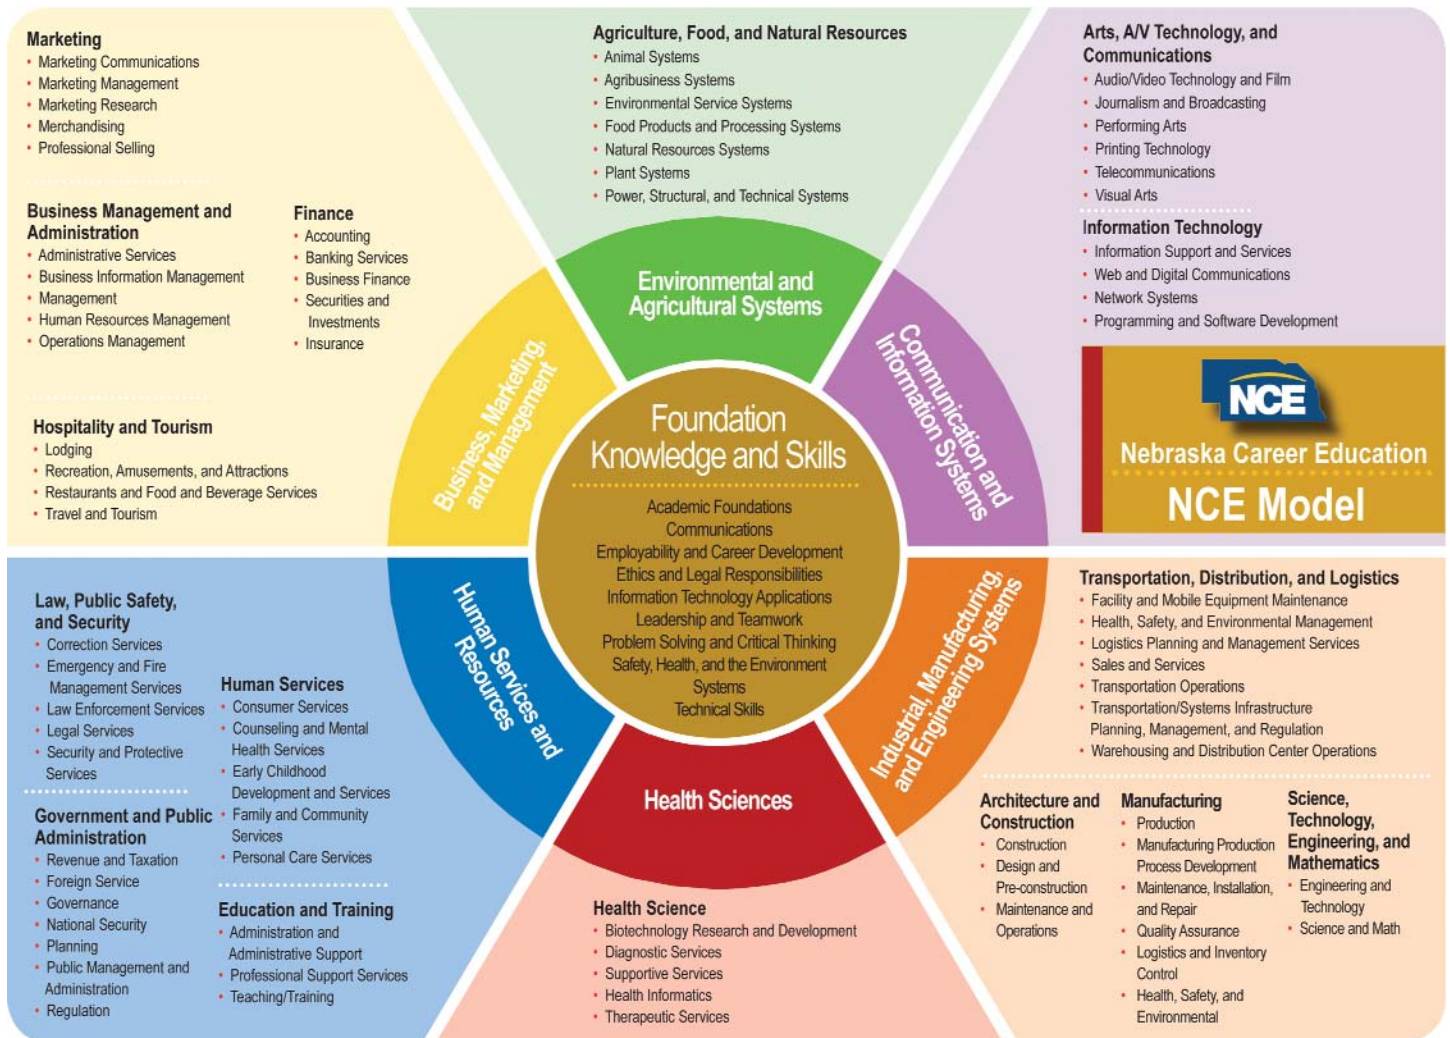 Marketing
• Marketing Communications
• Marketing Management
• Marketing Research
• Merchandising
• Professional Selling
Business Management and
Administration
• Administrative Services
• Business Information Management
• Management
• Human Resources Management
• Operations Management
Finance
• Accounting
• Banking Services
• Business Finance
• Securities and
Investments
• Insurance
Hospitality and Tourism
• Lodging
• Recreation, Amusements, and Attractions
• Restaurants and Food and Beverage Services
• Travel and Tourism
Business, Marketing,
and Management
Agriculture, Food, and Natural Resources
• Animal Systems
• Agribusiness Systems
• Environmental Service Systems
• Food Products and Processing Systems
• Natural Resources Systems
• Plant Systems
• Power, Structural, and Technical Systems
Environmental and
Agricultural Systems
Arts, A/V Technology, and
Communications
• Audio/Video Technology and Film
• Journalism and Broadcasting
• Performing Arts
• Printing Technology
• Telecommunications
• Visual Arts
Information Technology
• Information Support and Services
• Web and Digital Communications
• Network Systems
• Programming and Software Development
Communication and
Information Systems
NCE
Nebraska Career Education
NCE Model
Foundation
Knowledge and Skills
Academic Foundations
Communications
Employability and Career Development
Ethics and Legal Responsibilities
Information Technology Applications
Leadership and Teamwork
Problem Solving and Critical Thinking
Safety, Health, and the Environment
Systems
Technical Skills
Law, Public Safety,
and Security
• Correction Services
• Emergency and Fire
Management Services
• Law Enforcement Services
• Legal Services
• Security and Protective
Services
Government and Public
Administration
• Revenue and Taxation
• Foreign Service
• Governance
• National Security
• Planning
• Public Management and
Administration
• Regulation
Human Services
• Consumer Services
• Counseling and Mental
Health Services
• Early Childhood
Development and Services
• Family and Community
Services
• Personal Care Services
Education and Training
• Administration and
Administrative Support
• Professional Support Services
• Teaching/Training
Human Services and
Resources
Health Sciences
Health Science
• Biotechnology Research and Development
• Diagnostic Services
• Supportive Services
• Health Informatics
• Therapeutic Services
Industrial, Manufacturing,
and Engineering Systems
Transportation, Distribution, and Logistics
• Facility and Mobile Equipment Maintenance
• Health, Safety, and Environmental Management
• Logistics Planning and Management Services
• Sales and Services
• Transportation Operations
• Transportation/Systems Infrastructure
Planning, Management, and Regulation
• Warehousing and Distribution Center Operations
Architecture and
Construction
• Construction
• Design and
Pre-construction
• Maintenance and
Operations
Manufacturing
• Production
• Manufacturing Production
Process Development
• Maintenance, Installation,
and Repair
• Quality Assurance
• Logistics and Inventory
Control
• Health, Safety, and
Environmental
Science,
Technology,
Engineering, and
Mathematics
• Engineering and
Technology
• Science and Math